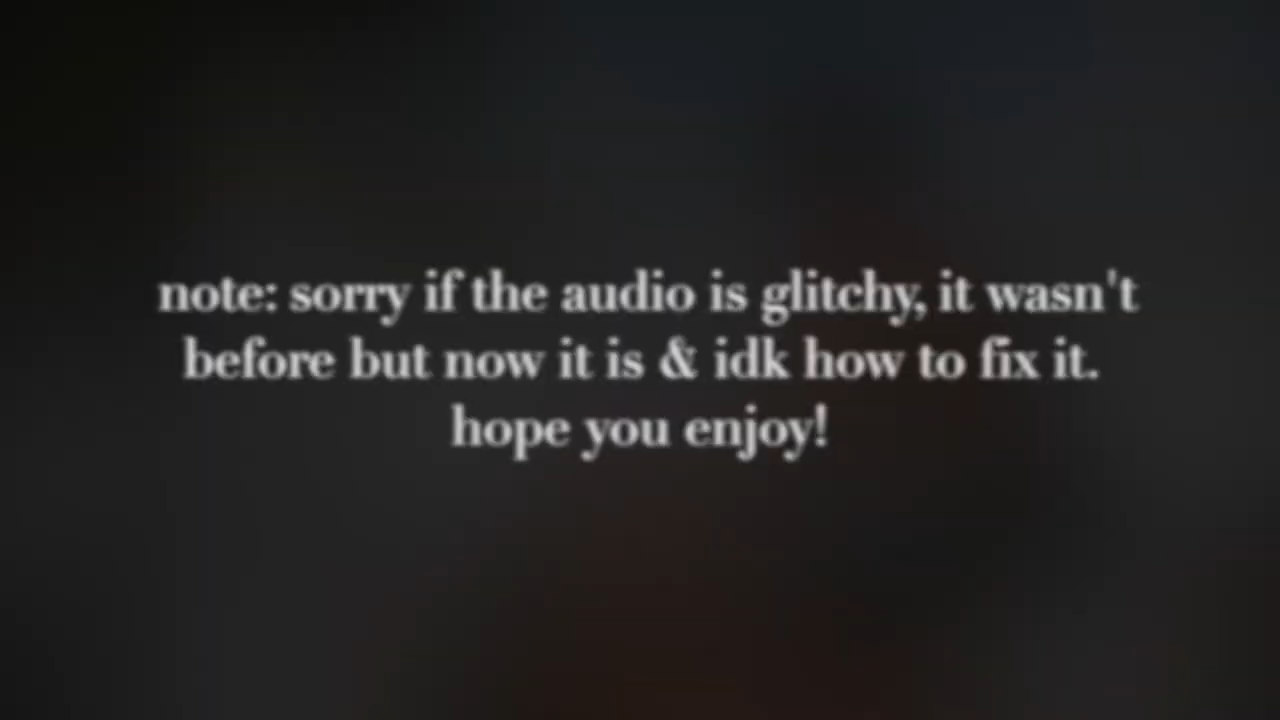 note: sorry if the audio is glitchy, it wasn't
before but now it is & idk how to fix it.
hope you enjoy!